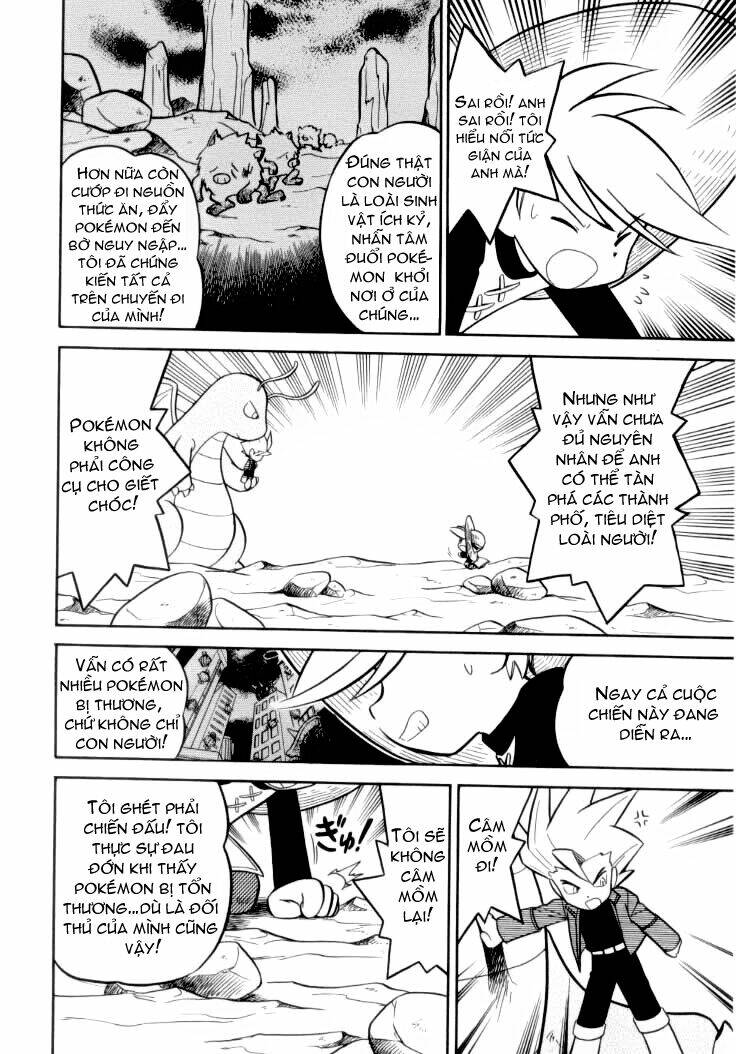 SAI RỒI! ANH
SAI RỒI! TÔI
HIỂU NỖI TỨC
GIẬN CỦA
ANH MÀ!
ĐÚNG THẬT
CON NGƯỜI
LÀ LOÀI SINH
VẬT ÍCH KỶ,
NHẪN TÂM
ĐUỔI POKÉ-
MON KHỎI
NƠI Ở CỦA
CHÚNG...
HƠN NỮA CÒN
CƯỚP ĐI NGUỒN
THỨC ĂN, ĐẨY
POKÉMON ĐẾN
BỜ NGUY NGẬP...
TÔI ĐÃ CHỨNG
KIẾN TẤT CẢ
TRÊN CHUYẾN ĐI
CỦA MÌNH!
NHƯNG NHƯ
VẬY VẪN CHƯA
ĐỦ NGUYÊN
NHÂN ĐỂ ANH
CÓ THỂ TÀN
PHÁ CÁC THÀNH
PHỐ, TIÊU DIỆT
LOÀI NGƯỜI!
POKÉMON
KHÔNG
PHẢI CÔNG
CỤ CHO GIẾT
CHÓC!
NGAY CẢ CUỘC
CHIẾN NÀY ĐANG
DIỄN RA...
VẪN CÓ RẤT
NHIỀU POKÉMON
BỊ THƯƠNG,
CHỨ KHÔNG CHỈ
CON NGƯỜI!
CÂM
MỒM
ĐI!
TÔI SẼ
KHÔNG
CÂM
MỒM
LẠI!
ぎゅ!
TÔI GHÉT PHẢI
CHIẾN ĐẤU! TÔI
THỰC SỰ ĐAU
ĐỚN KHI THẤY
POKÉMON BỊ TỔN
THƯƠNG...DÙ LÀ ĐỐI
THỦ CỦA MÌNH CŨNG
VẬY!